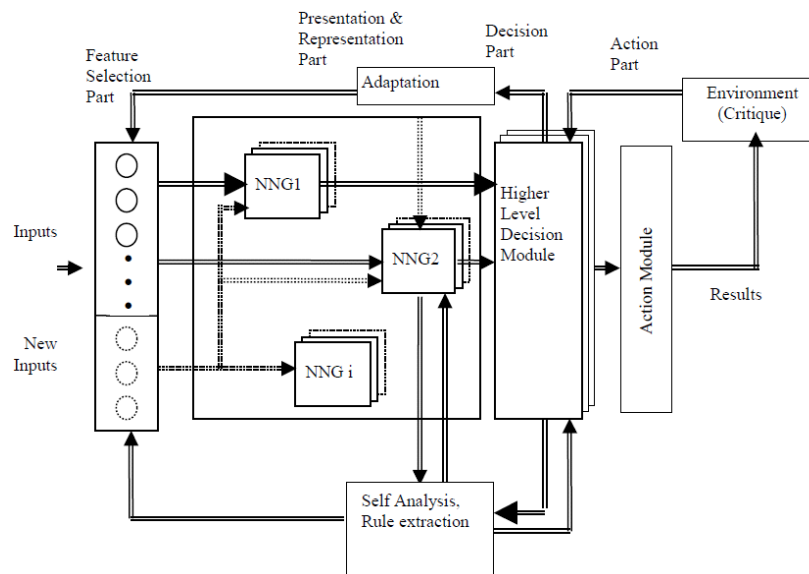 Presentation &
Representation
Part
Decision
Part
Action
Part
Feature
Selection
Part
Adaptation
Environment
(Critique)
NNG1
Higher
Level
Decision
Module
Inputs
NNG2
Action Module
Results
New
Inputs
NNG i
Self Analysis,
Rule extraction